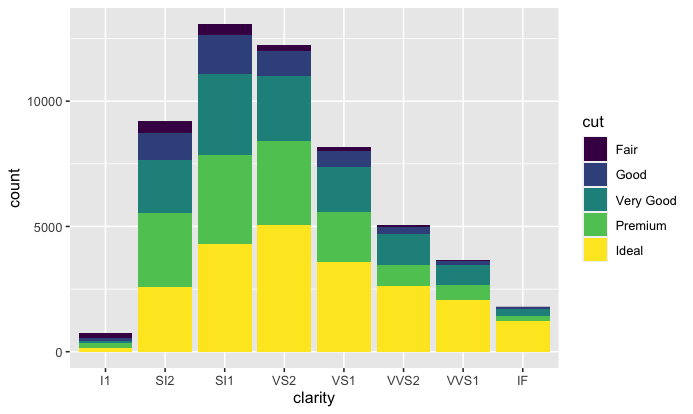 count
10000
5000
0
I1 SI2 SI1 VS2 VS1 VVS2 VVS1 IF
clarity
cut
Fair
Good
Very Good
Premium
Ideal